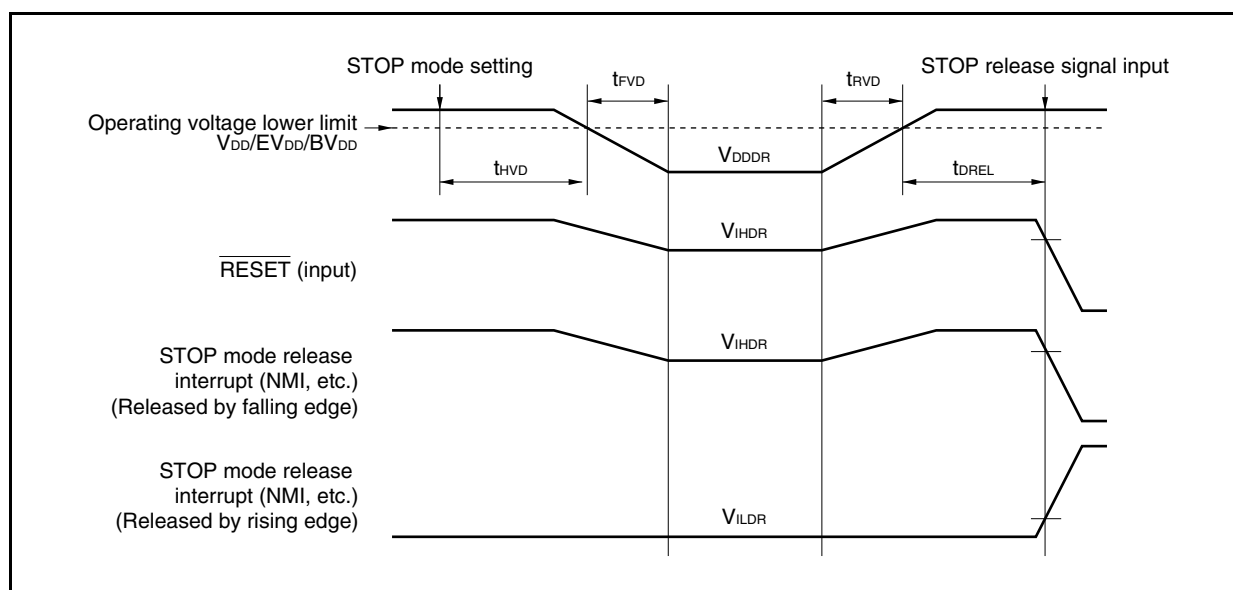 STOP mode setting
tFVD
tRVD
STOP release signal input
Operating voltage lower limit
VDD/EVDD/BVDD
VDDDR
tHVD
tDREL
VIHDR
RESET (input)
VIHDR
STOP mode release
interrupt (NMI, etc.)
(Released by falling edge)
STOP mode release
interrupt (NMI, etc.)
(Released by rising edge)
VILDR